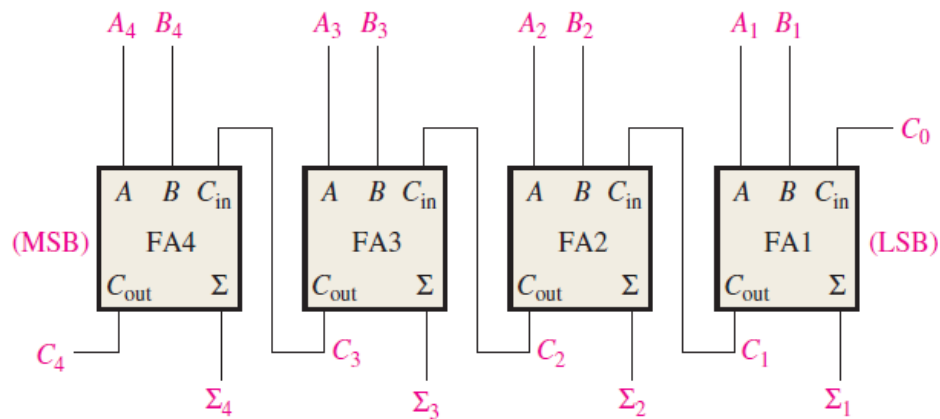 A₄ B₄ A₃ B₃ A₂ B₂ A₁ B₁
C₀
A B Cᵢₙ A B Cᵢₙ A B Cᵢₙ A B Cᵢₙ
(MSB) FA4 FA3 FA2 FA1 (LSB)
Cₒᵤₜ Σ Cₒᵤₜ Σ Cₒᵤₜ Σ Cₒᵤₜ Σ
C₄ C₃ C₂ C₁
Σ₄ Σ₃ Σ₂ Σ₁